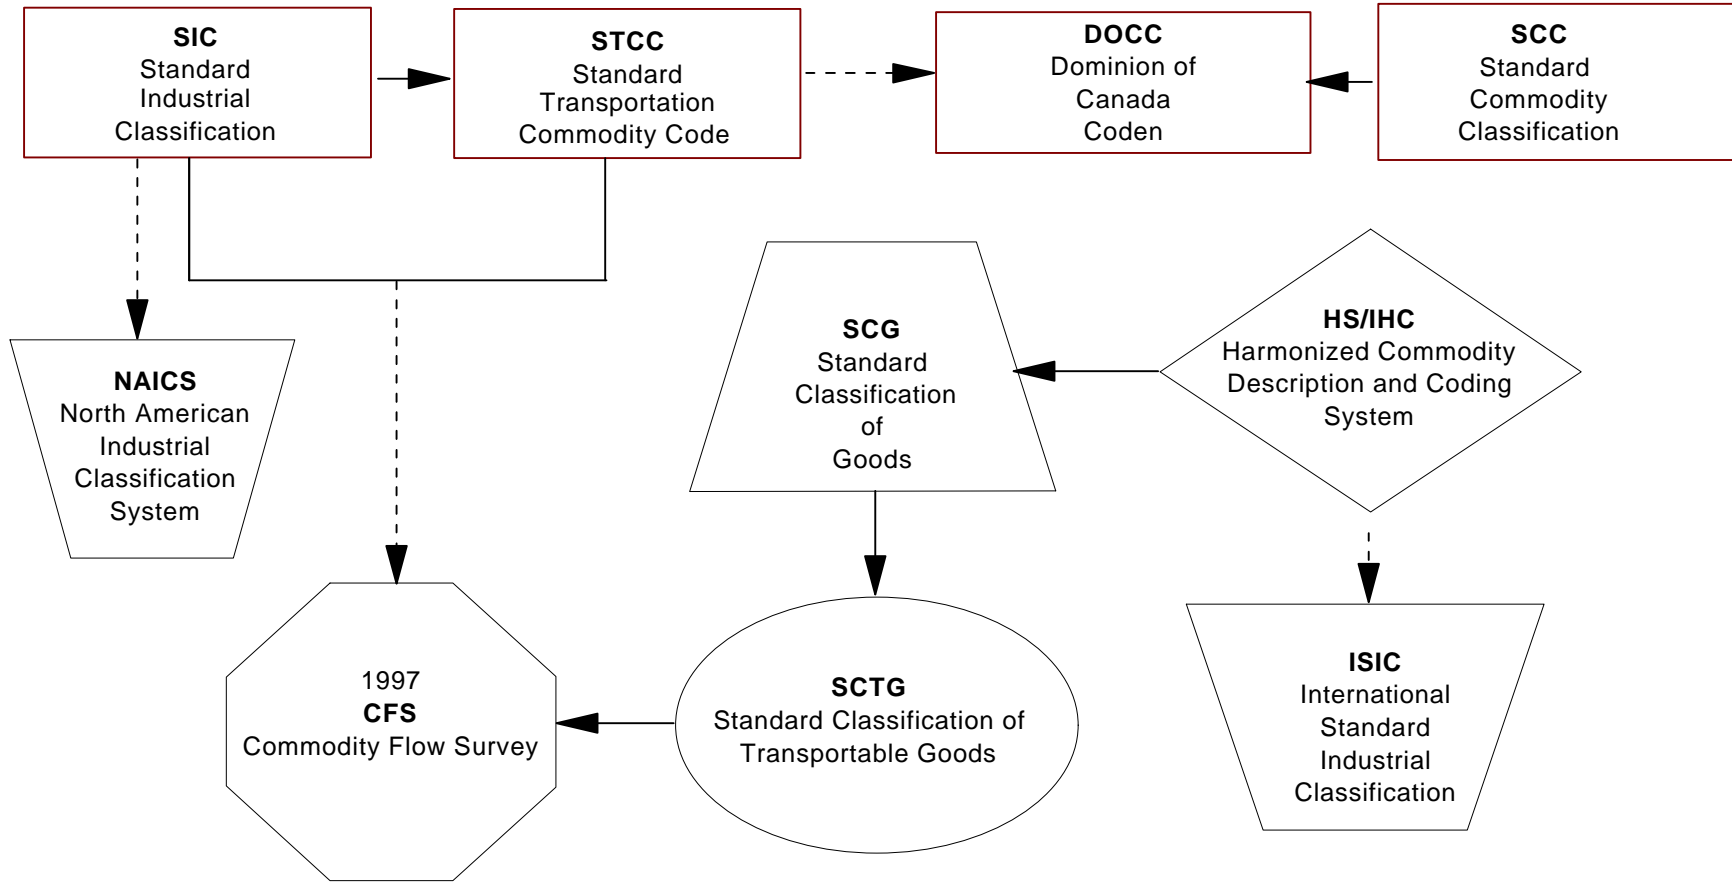 SIC
Standard
Industrial
Classification
STCC
Standard
Transportation
Commodity Code
DOCC
Dominion of
Canada
Coden
SCC
Standard
Commodity
Classification
NAICS
North American
Industrial
Classification
System
SCG
Standard
Classification
of
Goods
HS/IHC
Harmonized Commodity
Description and Coding
System
1997
CFS
Commodity Flow Survey
SCTG
Standard Classification of
Transportable Goods
ISIC
International
Standard
Industrial
Classification